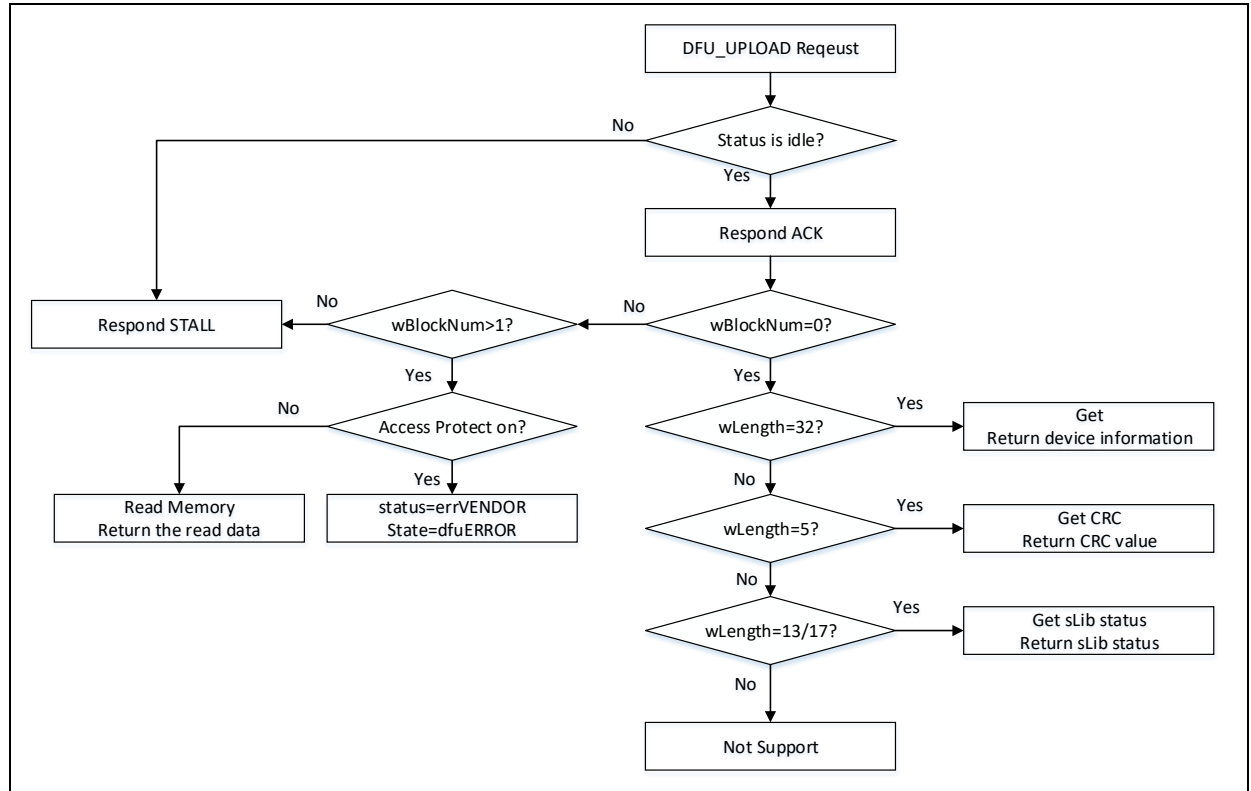 DFU_UPLOAD Reqeust
No
Status is idle?
Yes
Respond ACK
No
No
Respond STALL
wBlockNum>1?
wBlockNum=0?
Yes
Yes
No
Yes
Access Protect on?
wLength=32?
Get
Return device information
Yes
No
Read Memory
Return the read data
status=errVENDOR
State=dfuERROR
Yes
wLength=5?
Get CRC
Return CRC value
No
Yes
wLength=13/17?
Get sLib status
Return sLib status
No
Not Support